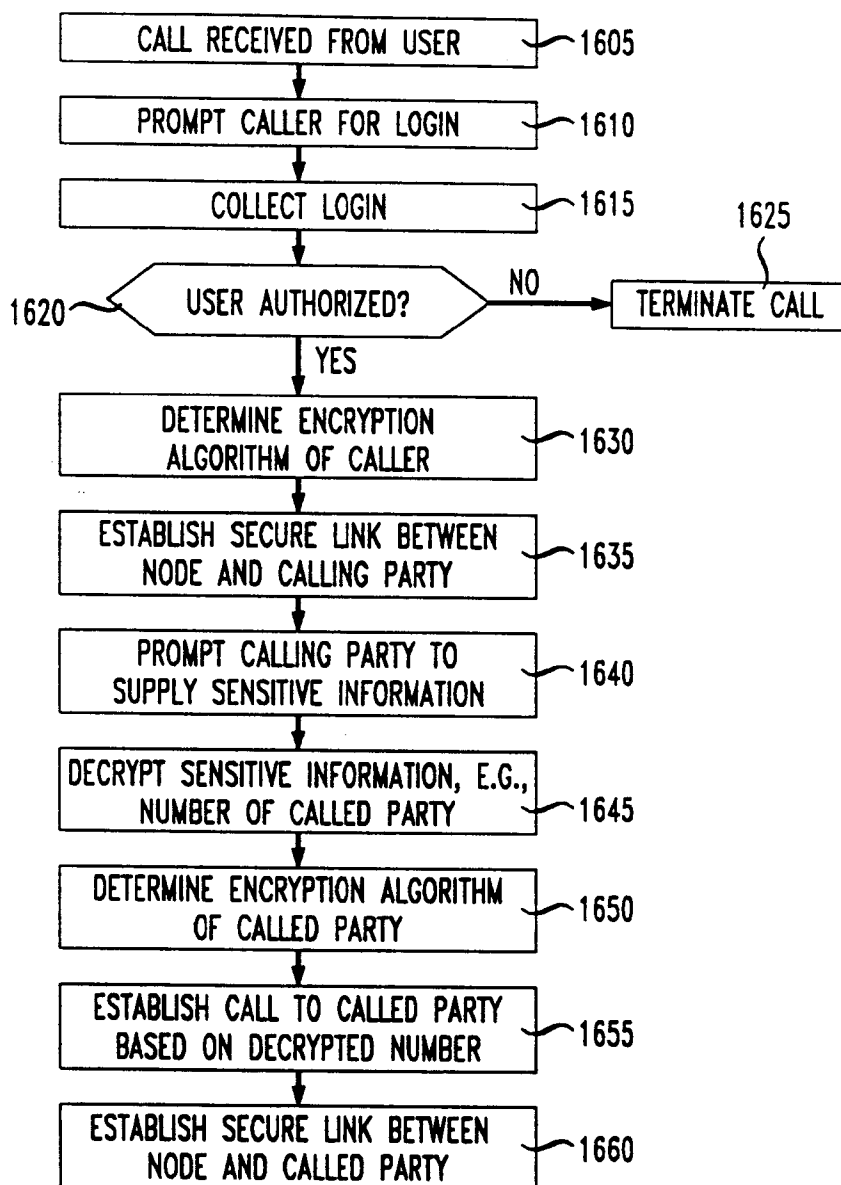 CALL RECEIVED FROM USER
1605
PROMPT CALLER FOR LOGIN
1610
COLLECT LOGIN
1615
1620
USER AUTHORIZED?
NO
1625
TERMINATE CALL
YES
DETERMINE ENCRYPTION
ALGORITHM OF CALLER
1630
ESTABLISH SECURE LINK BETWEEN
NODE AND CALLING PARTY
1635
PROMPT CALLING PARTY TO
SUPPLY SENSITIVE INFORMATION
1640
DECRYPT SENSITIVE INFORMATION, E.G.,
NUMBER OF CALLED PARTY
1645
DETERMINE ENCRYPTION ALGORITHM
OF CALLED PARTY
1650
ESTABLISH CALL TO CALLED PARTY
BASED ON DECRYPTED NUMBER
1655
ESTABLISH SECURE LINK BETWEEN
NODE AND CALLED PARTY
1660